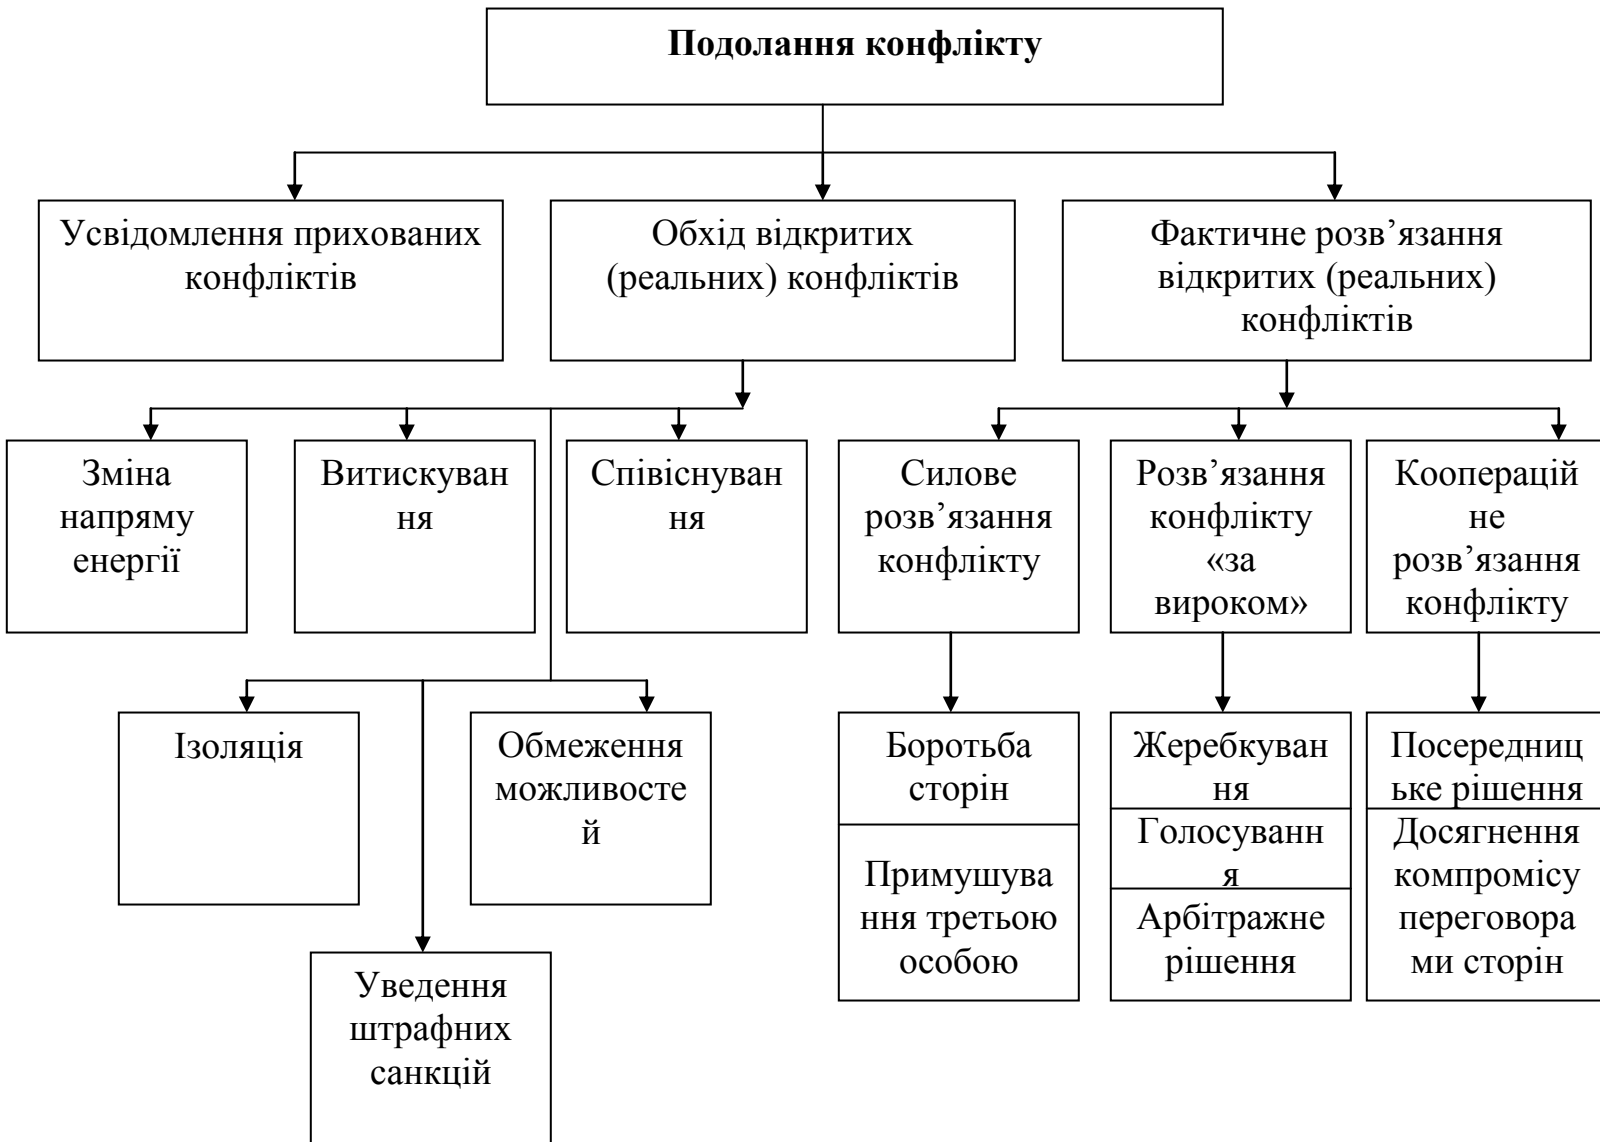 Подолання конфлікту
Усвідомлення прихованих
конфліктів
Обхід відкритих
(реальних) конфліктів
Фактичне розв’язання
відкритих (реальних)
конфліктів
Зміна
напряму
енергії
Витискуван
ня
Співіснуван
ня
Силове
розв’язання
конфлікту
Розв’язання
конфлікту
«за
вироком»
Кооперацій
не
розв’язання
конфлікту
Ізоляція
Обмеження
можливосте
й
Уведення
штрафних
санкцій
Боротьба
сторін
Примушува
ння третьою
особою
Жеребкуван
ня
Голосуванн
я
Арбітражне
рішення
Посередниц
ьке рішення
Досягнення
компромісу
переговора
ми сторін